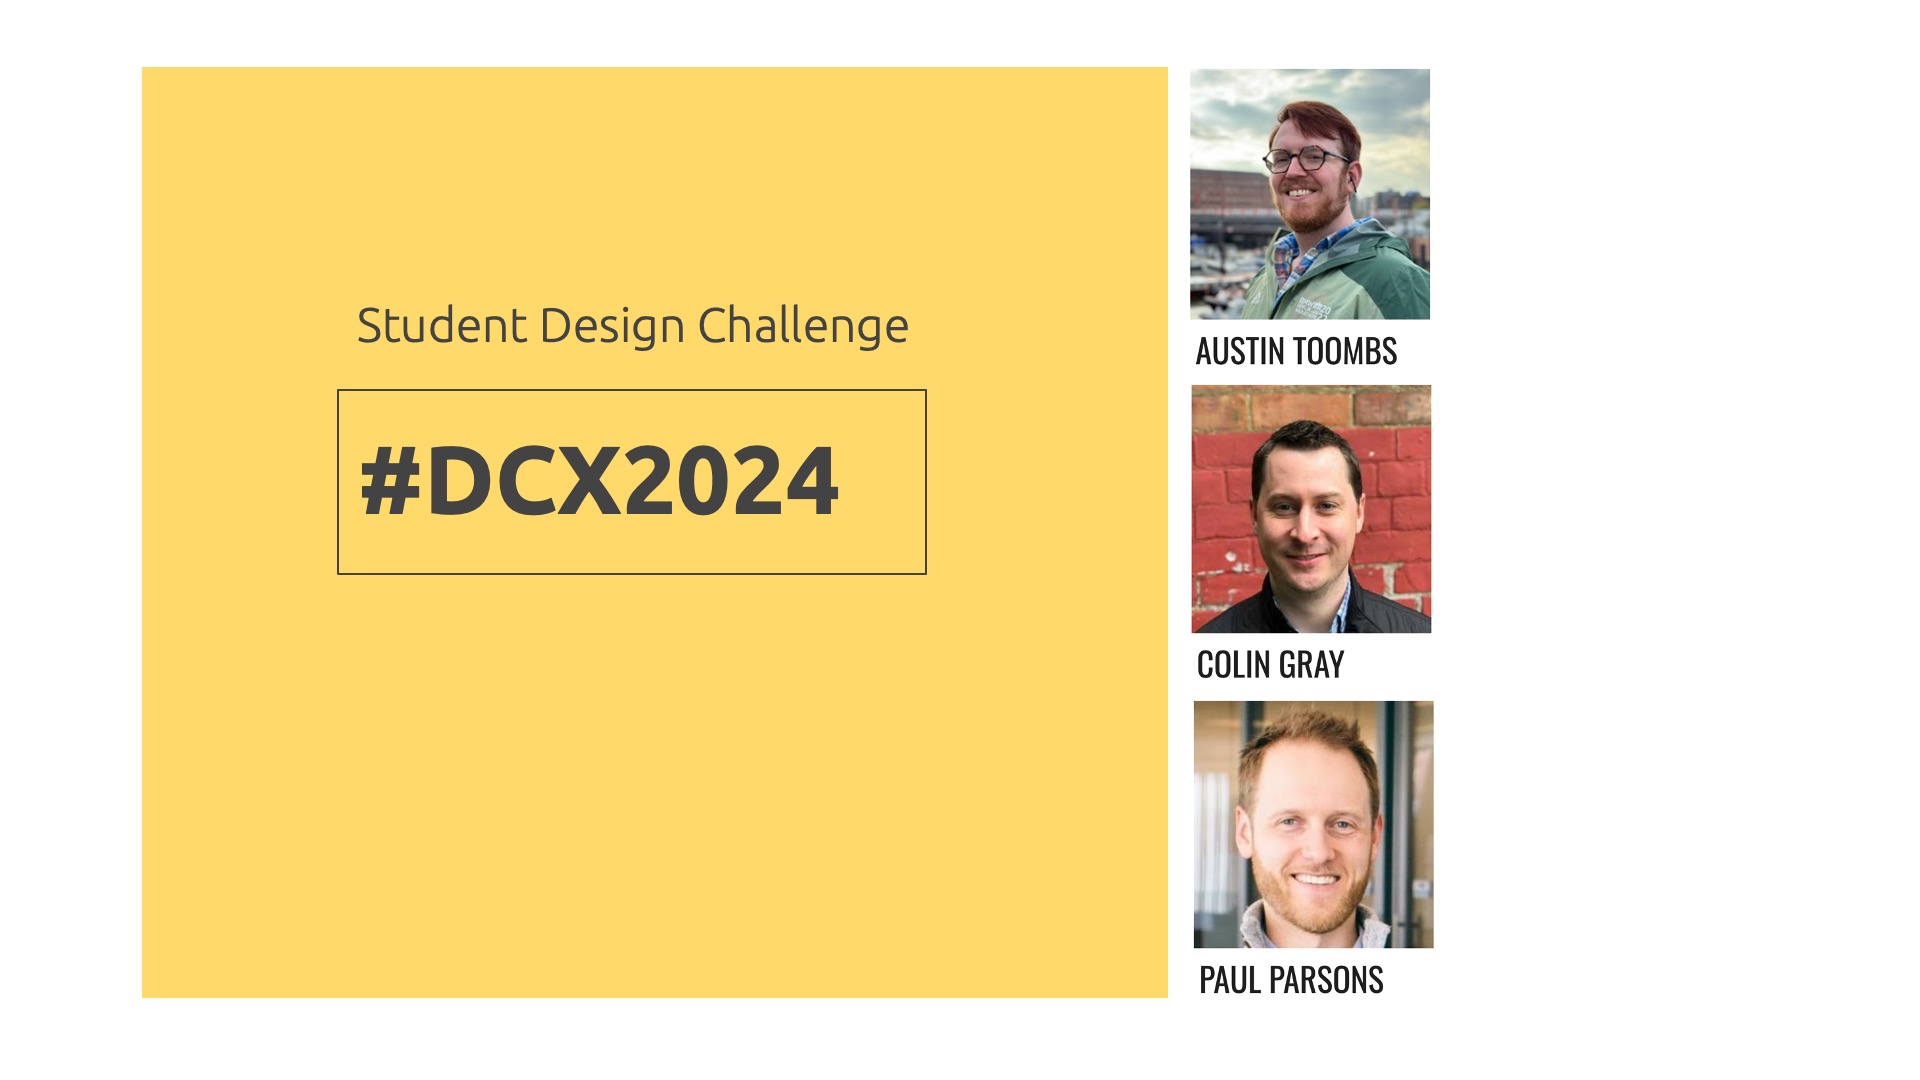 Student Design Challenge
#DCX2024
AUSTIN TOOMBS
COLIN GRAY
PAUL PARSONS